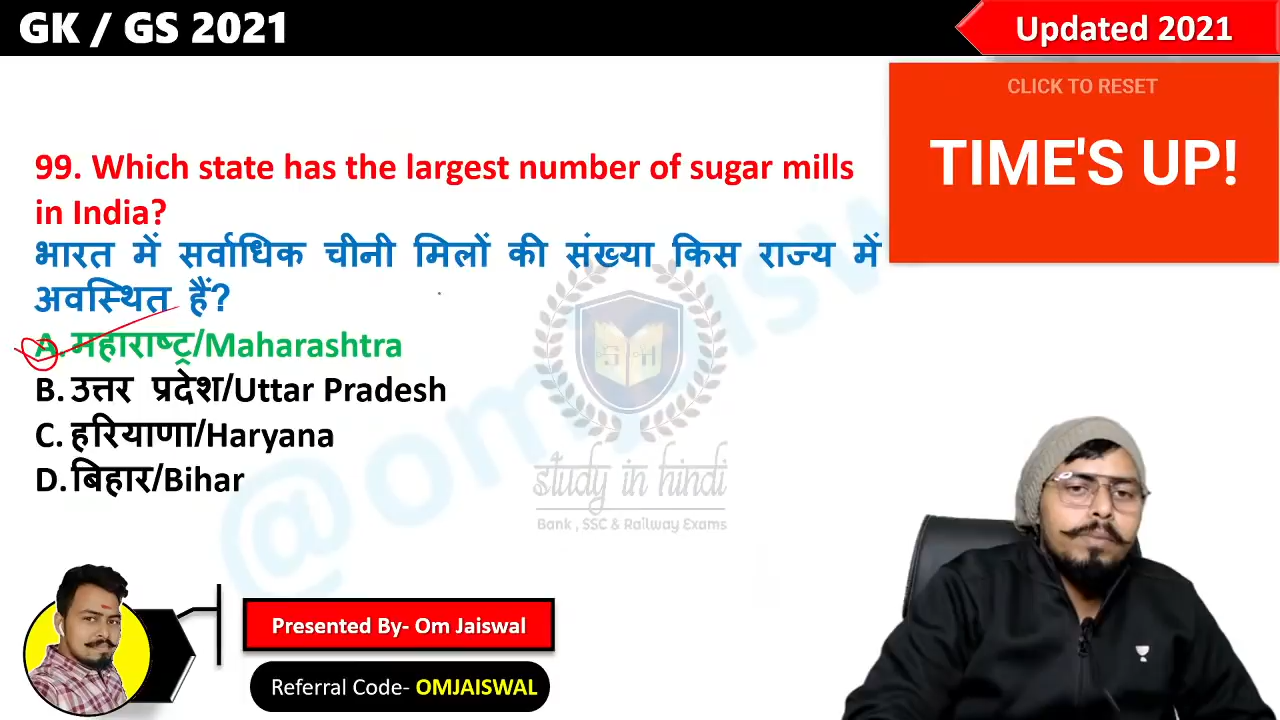 GK / GS 2021
Updated 2021
CLICK TO RESET
TIME'S UP!
99. Which state has the largest number of sugar mills
in India?
भारत में सर्वाधिक चीनी मिलों की संख्या किस राज्य में
अवस्थित हैं?
A. महाराष्ट्र/Maharashtra
B. उत्तर प्रदेश/Uttar Pradesh
C. हरियाणा/Haryana
D. बिहार/Bihar
S H
study in hindi
Bank , SSC & Railway Exams
Presented By- Om Jaiswal
Referral Code- OMJAISWAL